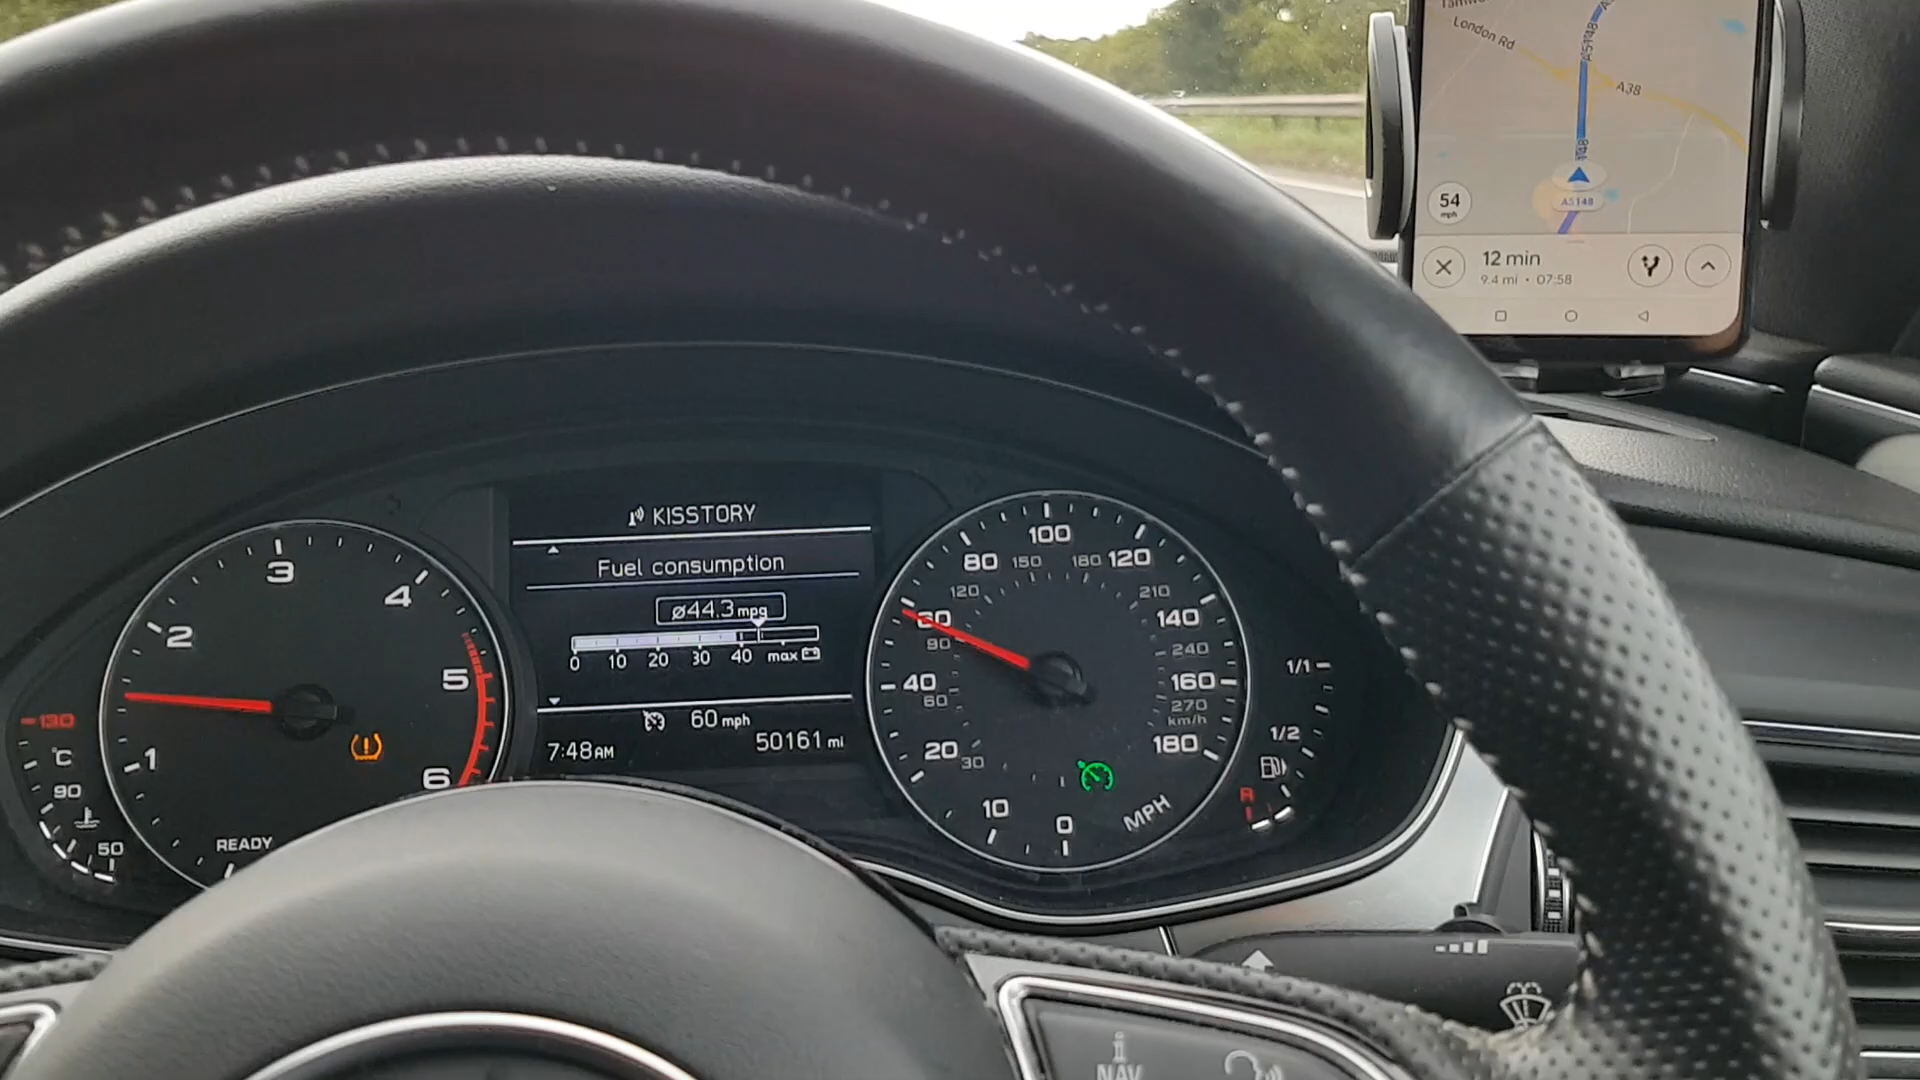 London Rd
A5148
A38
A5148
54
mph
12 min
9.4 mi • 07:58
KISSTORY
Fuel consumption
ø44.3 mpg
0 10 20 30 40 max
60 mph
7:48AM
50161 mi
1
2
3
4
5
6
READY
130
°C
90
50
0
10
20
30
40
60
60
90
80
120
100
150
120
180
140
210
160
240
180
270
km/h
MPH
1/1
1/2
R
NAV